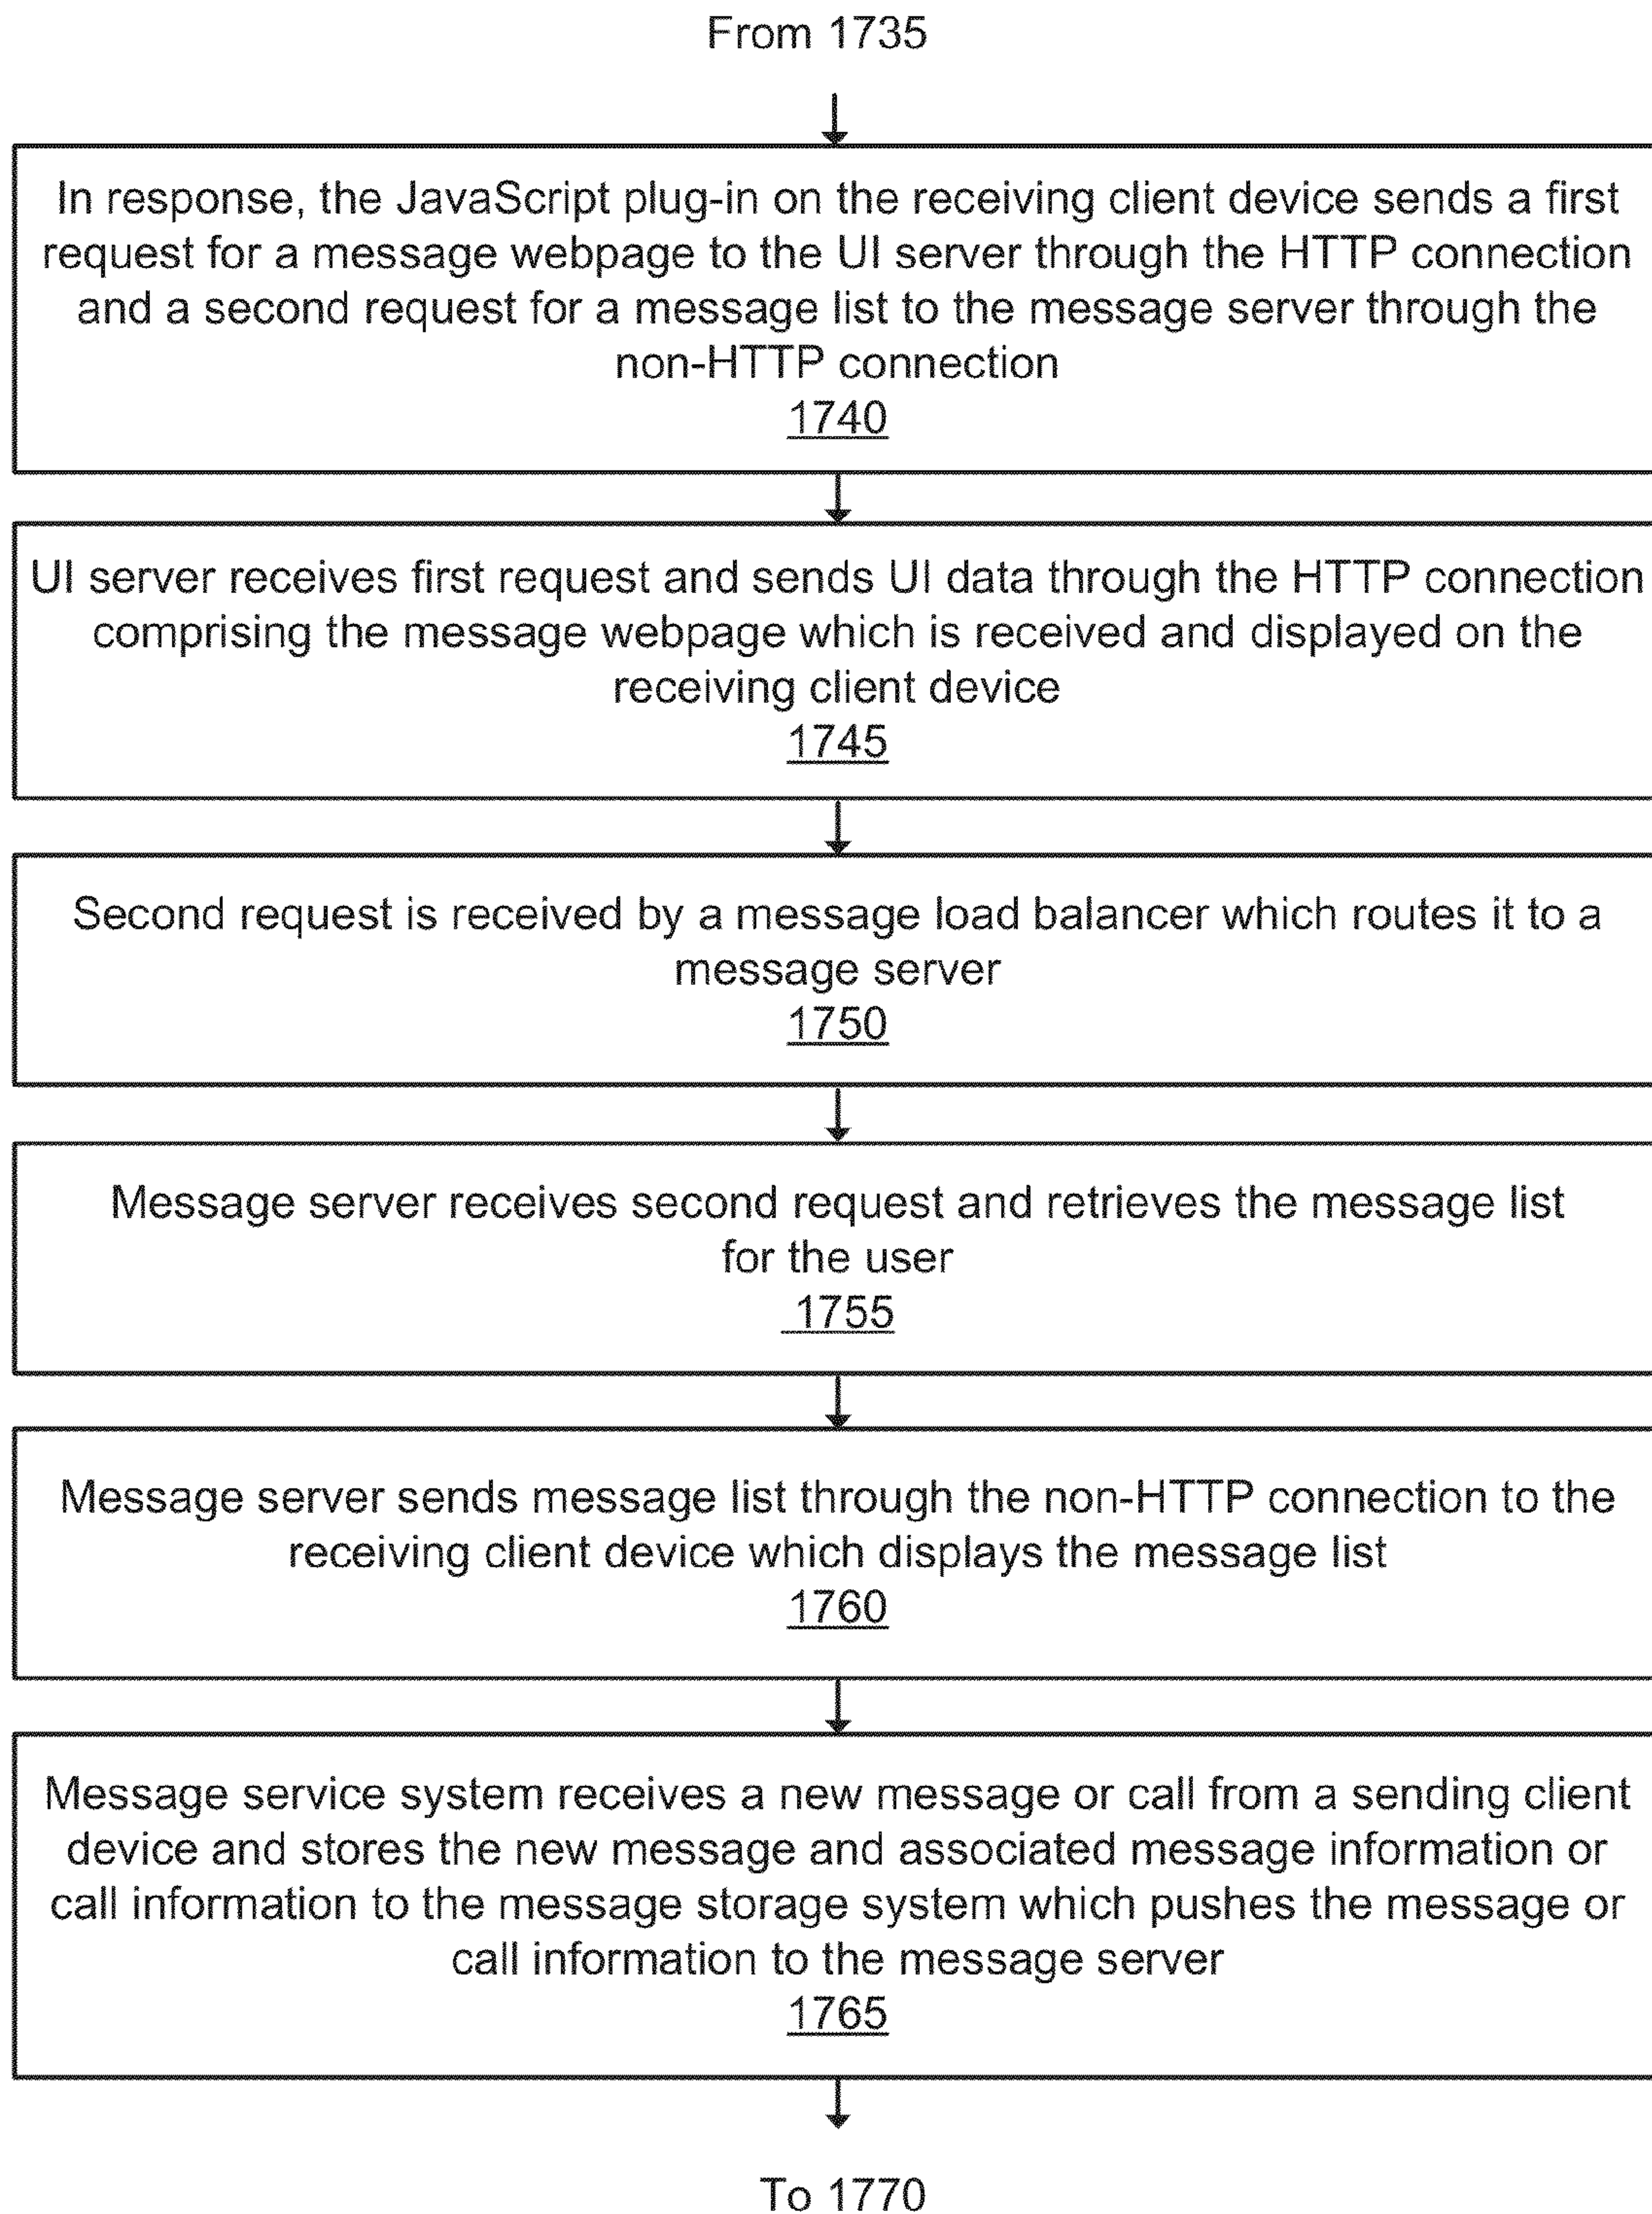 From 1735
In response, the JavaScript plug-in on the receiving client device sends a first
request for a message webpage to the UI server through the HTTP connection
and a second request for a message list to the message server through the
non-HTTP connection
1740
UI server receives first request and sends UI data through the HTTP connection
comprising the message webpage which is received and displayed on the
receiving client device
1745
Second request is received by a message load balancer which routes it to a
message server
1750
Message server receives second request and retrieves the message list
for the user
1755
Message server sends message list through the non-HTTP connection to the
receiving client device which displays the message list
1760
Message service system receives a new message or call from a sending client
device and stores the new message and associated message information or
call information to the message storage system which pushes the message or
call information to the message server
1765
To 1770